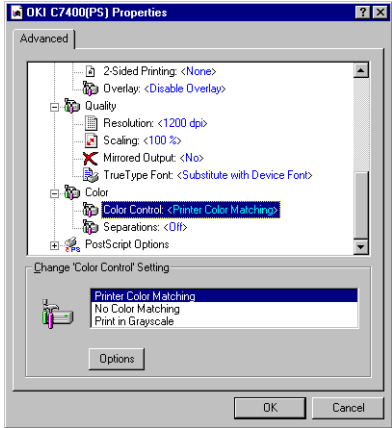 OKI C7400(PS) Properties
Advanced
2-Sided Printing: <None>
Overlay: <Disable Overlay>
Quality
Resolution: <1200 dpi>
Scaling: <100 %>
Mirrored Output: <No>
TrueType Font: <Substitute with Device Font>
Color
Color Control: <Printer Color Matching>
Separations: <Off>
PostScript Options
Change 'Color Control' Setting
Printer Color Matching
No Color Matching
Print in Grayscale
Options
OK Cancel